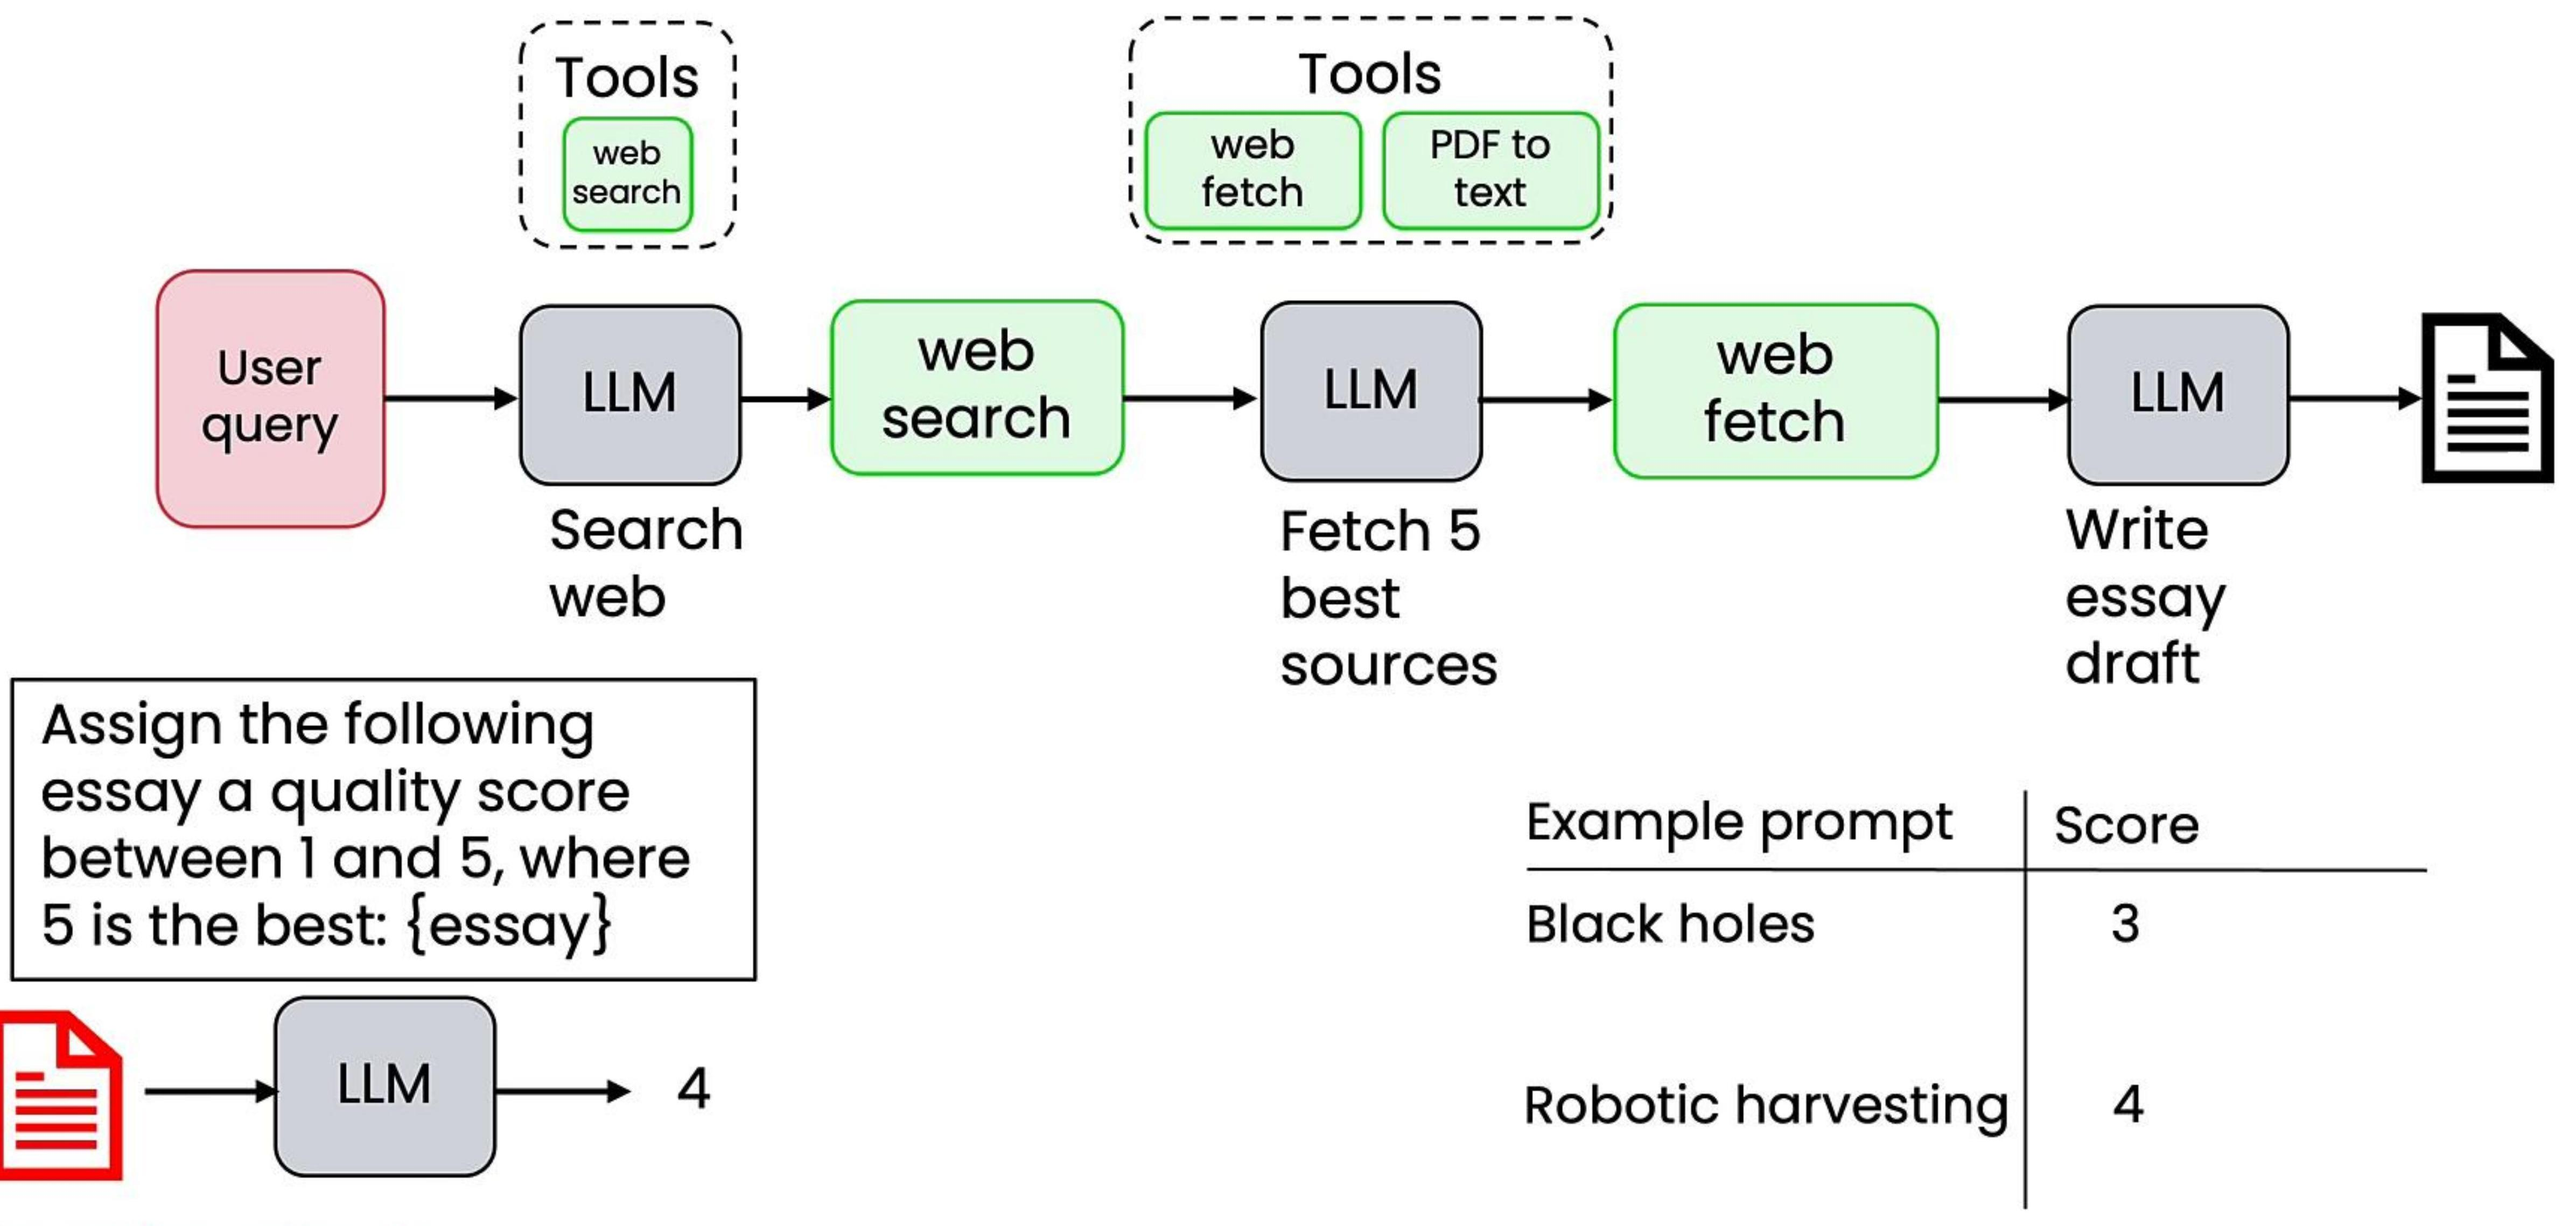 Tools
web
search
Tools
web
fetch
PDF to
text
User
query
LLM
web
search
LLM
web
fetch
LLM
Search
web
Fetch 5
best
sources
Write
essay
draft
Assign the following
essay a quality score
between 1 and 5, where
5 is the best: {essay}
LLM
4
Example prompt Score
Black holes 3
Robotic harvesting 4